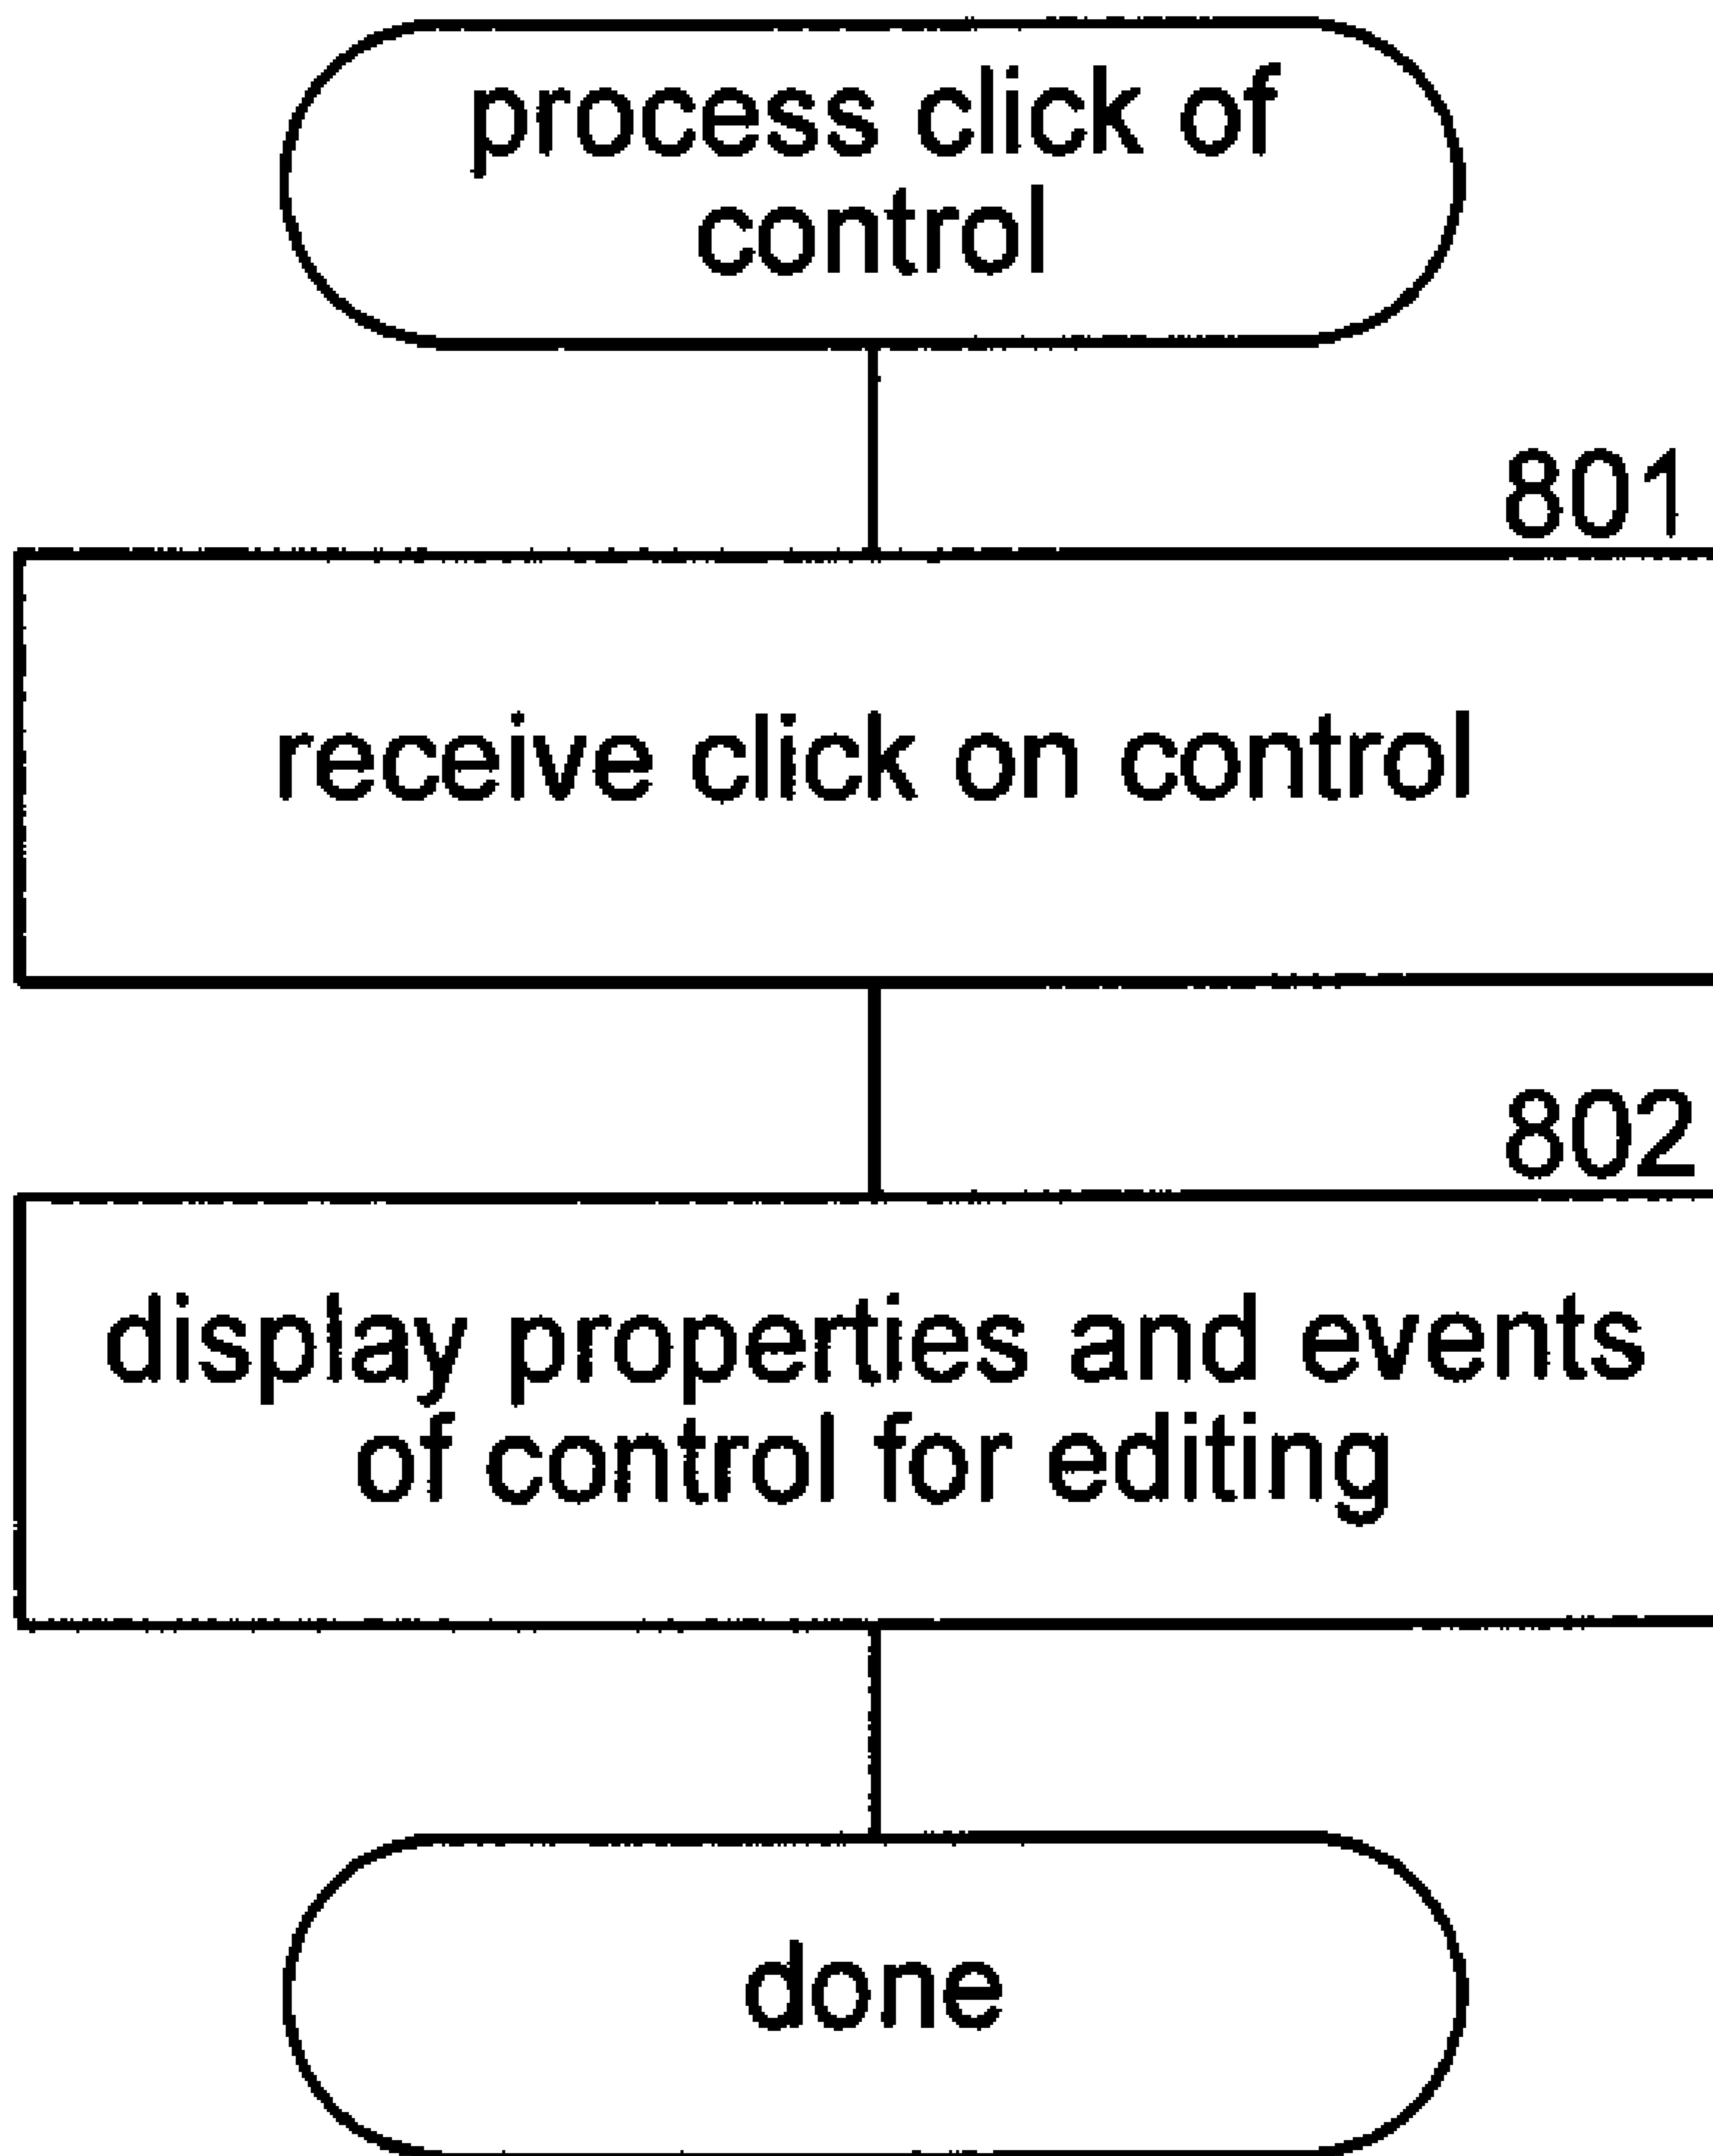 process click of
control
801
receive click on control
802
display properties and events
of control for editing
done